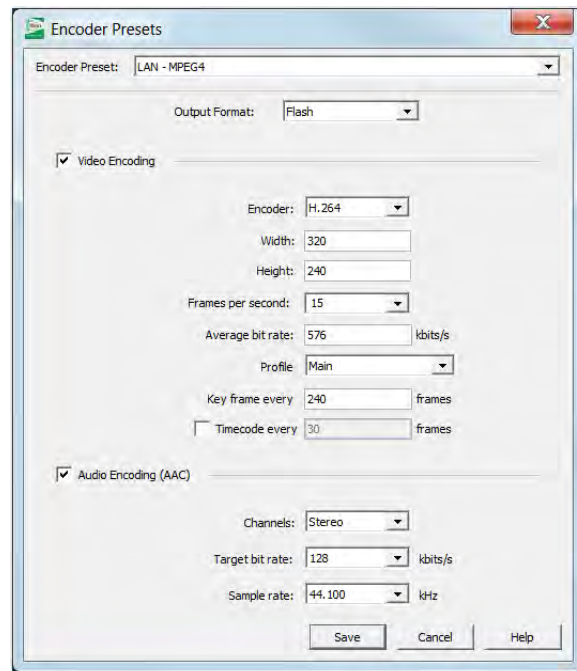 Encoder Presets
Encoder Preset: LAN - MPEG4
Output Format: Flash
Video Encoding
Encoder: H.264
Width: 320
Height: 240
Frames per second: 15
Average bit rate: 576 kbits/s
Profile Main
Key frame every 240 frames
Timecode every 30 frames
Audio Encoding (AAC)
Channels: Stereo
Target bit rate: 128 kbits/s
Sample rate: 44.100 kHz
Save Cancel Help